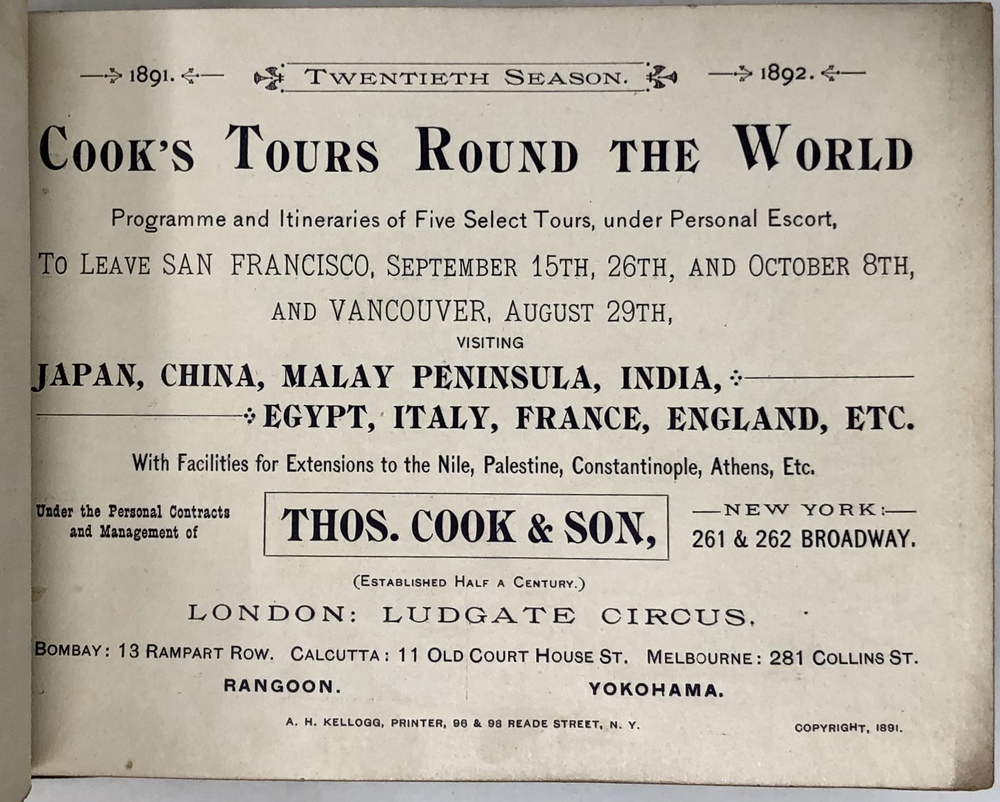 1891. TWENTIETH SEASON. 1892.
COOK'S TOURS ROUND THE WORLD
Programme and Itineraries of Five Select Tours, under Personal Escort,
TO LEAVE SAN FRANCISCO, SEPTEMBER 15TH, 26TH, AND OCTOBER 8TH,
AND VANCOUVER, AUGUST 29TH,
VISITING
JAPAN, CHINA, MALAY PENINSULA, INDIA,
EGYPT, ITALY, FRANCE, ENGLAND, ETC.
With Facilities for Extensions to the Nile, Palestine, Constantinople, Athens, Etc.
Under the Personal Contracts
and Management of
THOS. COOK & SON,
NEW YORK:
261 & 262 BROADWAY.
(ESTABLISHED HALF A CENTURY.)
LONDON: LUDGATE CIRCUS.
BOMBAY: 13 RAMPART ROW. CALCUTTA: 11 OLD COURT HOUSE ST. MELBOURNE: 281 COLLINS ST.
RANGOON. YOKOHAMA.
A. H. KELLOGG, PRINTER, 96 & 98 READE STREET, N. Y.
COPYRIGHT, 1891.